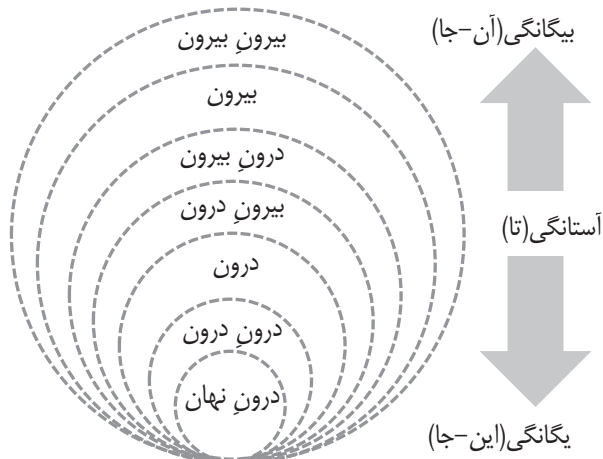 بیرونِ بیرون
بیرون
درونِ بیرون
بیرونِ درون
درون
درونِ درون
درونِ نهان
بیگانگی(آن-جا)
آستانگی(تا)
یگانگی(این-جا)